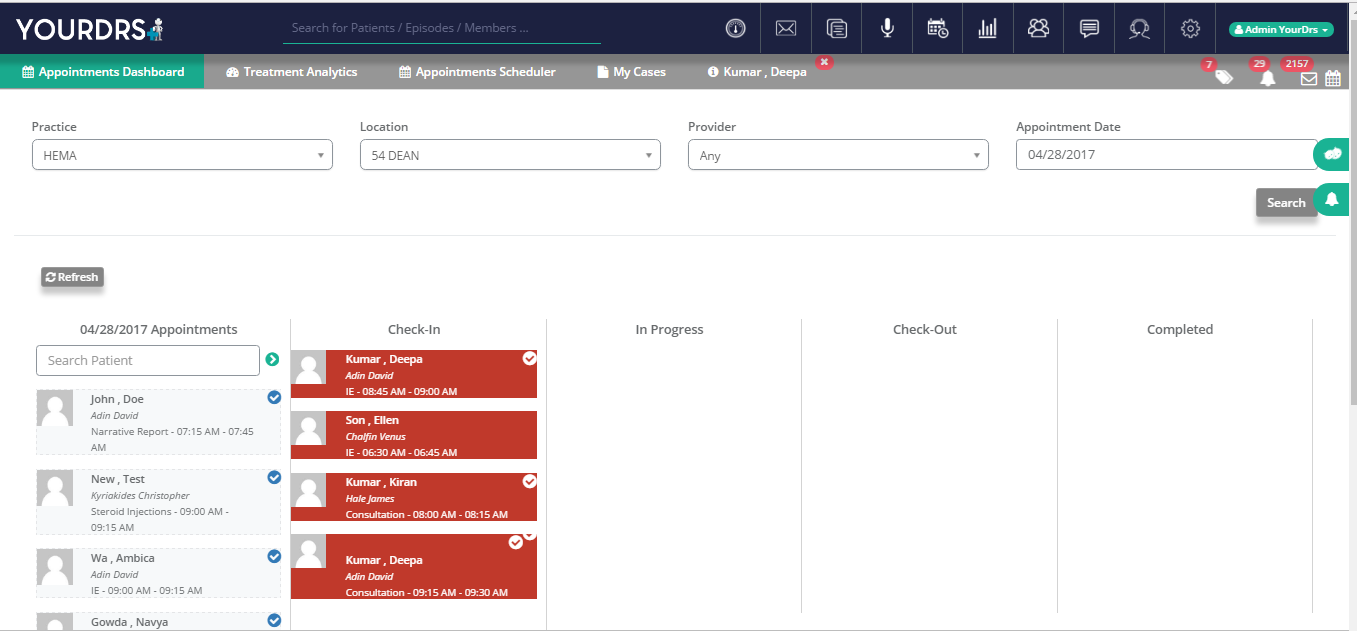 YOURDRS
Search for Patients / Episodes / Members ...
Admin YourDrs
Appointments Dashboard
Treatment Analytics
Appointments Scheduler
My Cases
Kumar , Deepa
7
29
2157
Practice
Location
Provider
Appointment Date
HEMA
54 DEAN
Any
04/28/2017
Search
Refresh
04/28/2017 Appointments
Check-In
In Progress
Check-Out
Completed
Search Patient
John , Doe
Adin David
Narrative Report - 07:15 AM - 07:45
AM
New , Test
Kyriakides Christopher
Steroid Injections - 09:00 AM -
09:15 AM
Wa , Ambica
Adin David
IE - 09:00 AM - 09:15 AM
Gowda , Navya
Kumar , Deepa
Adin David
IE - 08:45 AM - 09:00 AM
Son , Ellen
Chalfin Venus
IE - 06:30 AM - 06:45 AM
Kumar , Kiran
Hale James
Consultation - 08:00 AM - 08:15 AM
Kumar , Deepa
Adin David
Consultation - 09:15 AM - 09:30 AM